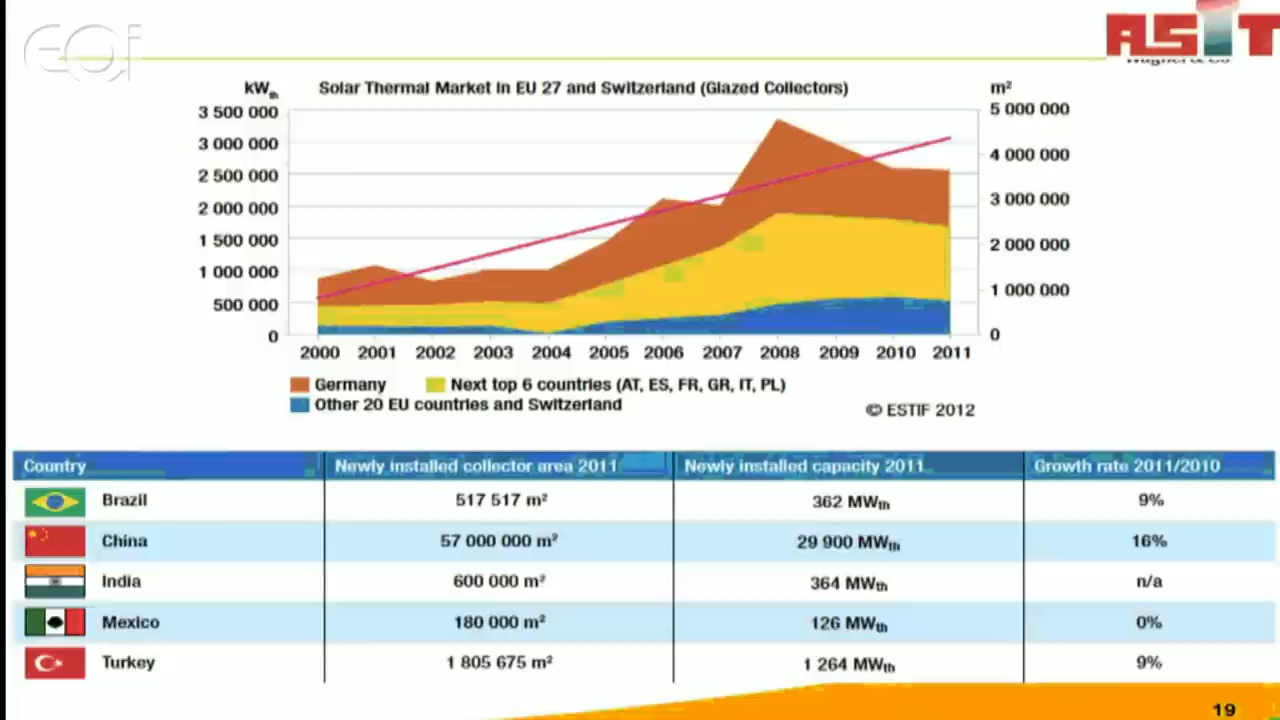 eoi
ASiT
Wagner & Co
kWth Solar Thermal Market in EU 27 and Switzerland (Glazed Collectors) m²
3 500 000 5 000 000
3 000 000 4 000 000
2 500 000 3 000 000
2 000 000
1 500 000 2 000 000
1 000 000 1 000 000
500 000
0 0
2000 2001 2002 2003 2004 2005 2006 2007 2008 2009 2010 2011
Germany Next top 6 countries (AT, ES, FR, GR, IT, PL)
Other 20 EU countries and Switzerland
© ESTIF 2012
Country Newly installed collector area 2011 Newly installed capacity 2011 Growth rate 2011/2010
Brazil 517 517 m² 362 MWth 9%
China 57 000 000 m² 29 900 MWth 16%
India 600 000 m² 364 MWth n/a
Mexico 180 000 m² 126 MWth 0%
Turkey 1 805 675 m² 1 264 MWth 9%
19